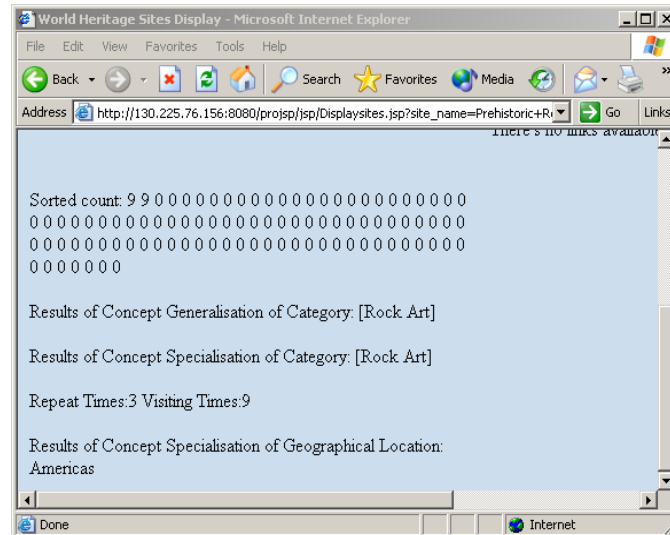 World Heritage Sites Display - Microsoft Internet Explorer
File Edit View Favorites Tools Help
Back Search Favorites Media »
Address http://130.225.76.156:8080/projsp/jsp/Displaysites.jsp?site_name=Prehistoric+R Go Links
There's no links available
Sorted count: 9 9 0 0 0 0 0 0 0 0 0 0 0 0 0 0 0 0 0 0 0 0 0 0 0
0 0 0 0 0 0 0 0 0 0 0 0 0 0 0 0 0 0 0 0 0 0 0 0 0 0 0 0 0 0 0 0
0 0 0 0 0 0 0 0 0 0 0 0 0 0 0 0 0 0 0 0 0 0 0 0 0 0 0 0 0 0 0 0
0 0 0 0 0 0 0
Results of Concept Generalisation of Category: [Rock Art]
Results of Concept Specialisation of Category: [Rock Art]
Repeat Times:3 Visiting Times:9
Results of Concept Specialisation of Geographical Location:
Americas
Done Internet